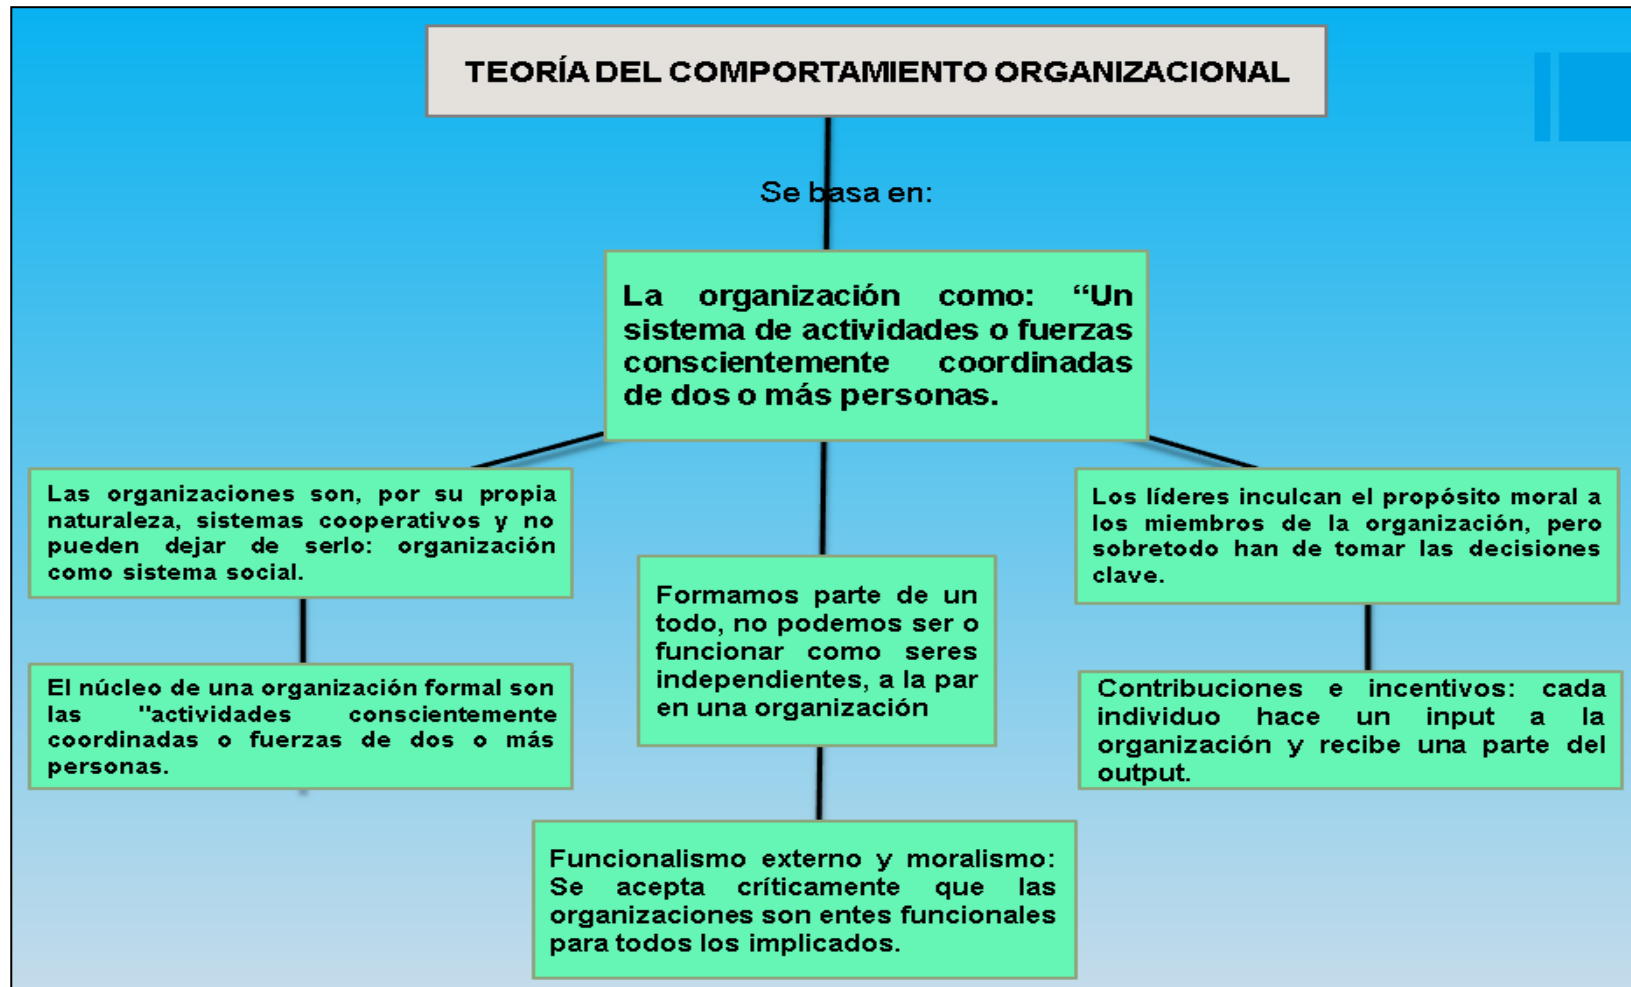 TEORÍA DEL COMPORTAMIENTO ORGANIZACIONAL
Se basa en:
La organización como: “Un
sistema de actividades o fuerzas
conscientemente coordinadas
de dos o más personas.
Las organizaciones son, por su propia
naturaleza, sistemas cooperativos y no
pueden dejar de serlo: organización
como sistema social.
El núcleo de una organización formal son
las "actividades conscientemente
coordinadas o fuerzas de dos o más
personas.
Formamos parte de un
todo, no podemos ser o
funcionar como seres
independientes, a la par
en una organización
Funcionalismo externo y moralismo:
Se acepta críticamente que las
organizaciones son entes funcionales
para todos los implicados.
Los líderes inculcan el propósito moral a
los miembros de la organización, pero
sobretodo han de tomar las decisiones
clave.
Contribuciones e incentivos: cada
individuo hace un input a la
organización y recibe una parte del
output.